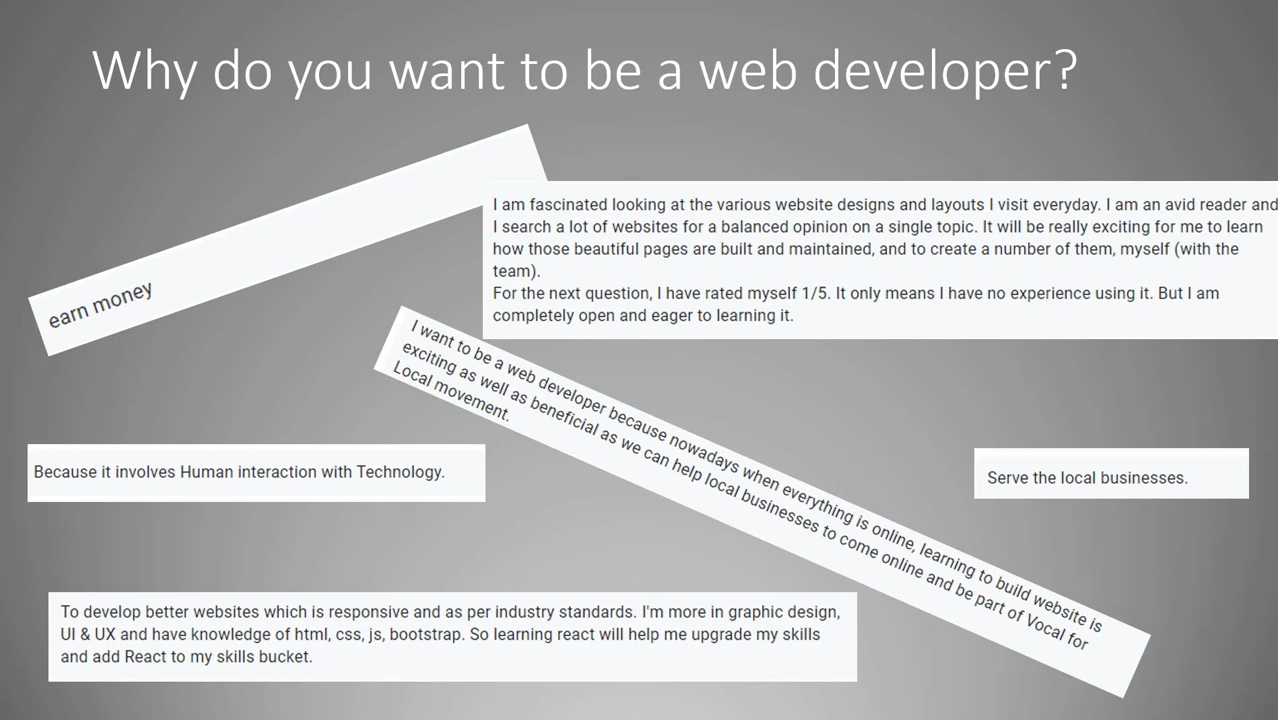 Why do you want to be a web developer?
earn money
I am fascinated looking at the various website designs and layouts I visit everyday. I am an avid reader and
I search a lot of websites for a balanced opinion on a single topic. It will be really exciting for me to learn
how those beautiful pages are built and maintained, and to create a number of them, myself (with the
team).
For the next question, I have rated myself 1/5. It only means I have no experience using it. But I am
completely open and eager to learning it.
I want to be a web developer because nowadays when everything is online, learning to build website is
exciting as well as beneficial as we can help local businesses to come online and be part of Vocal for
Local movement.
Because it involves Human interaction with Technology.
Serve the local businesses.
To develop better websites which is responsive and as per industry standards. I'm more in graphic design,
UI & UX and have knowledge of html, css, js, bootstrap. So learning react will help me upgrade my skills
and add React to my skills bucket.